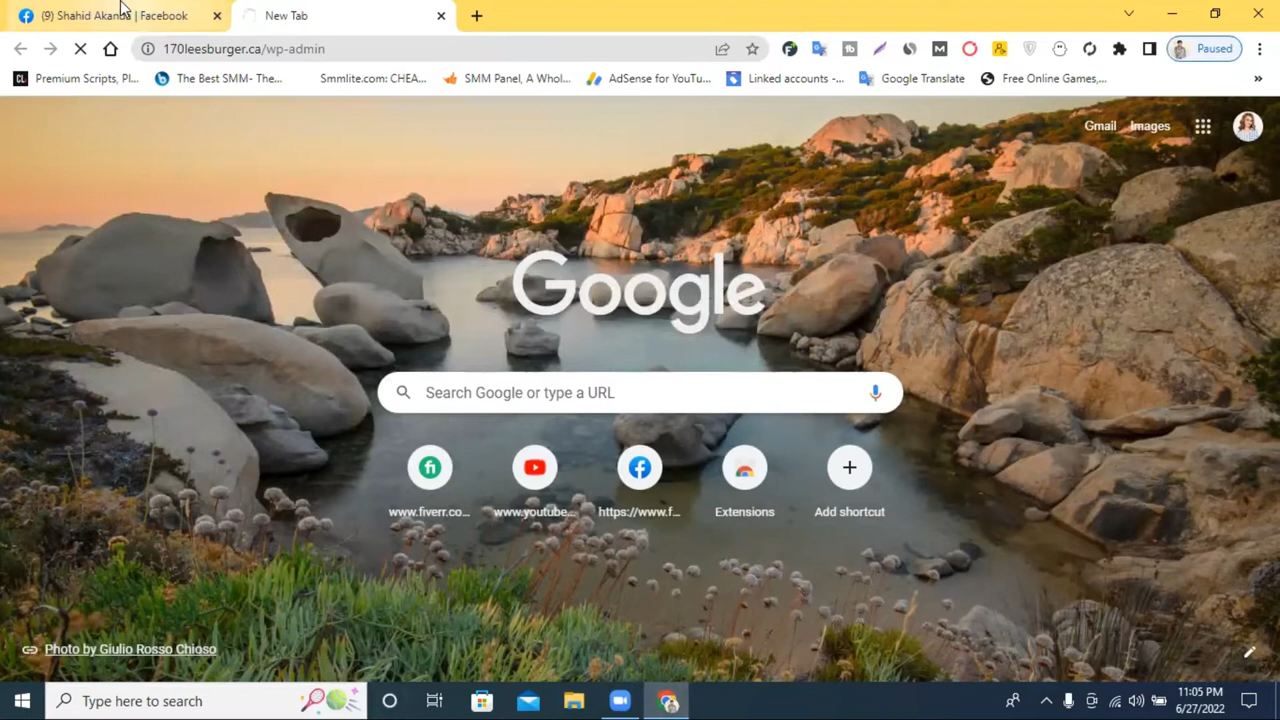 (9) Shahid Akanda | Facebook
New Tab
170leesburger.ca/wp-admin
Paused
CL
Premium Scripts, Pl...
The Best SMM- The...
Smmlite.com: CHEA...
SMM Panel, A Whol...
AdSense for YouTu...
Linked accounts -...
Google Translate
Free Online Games,...
»
Gmail
Images
Google
Search Google or type a URL
www.fiverr.co...
www.youtube...
https://www.f...
Extensions
Add shortcut
Photo by Giulio Rosso Chioso
Type here to search
11:05 PM
6/27/2022